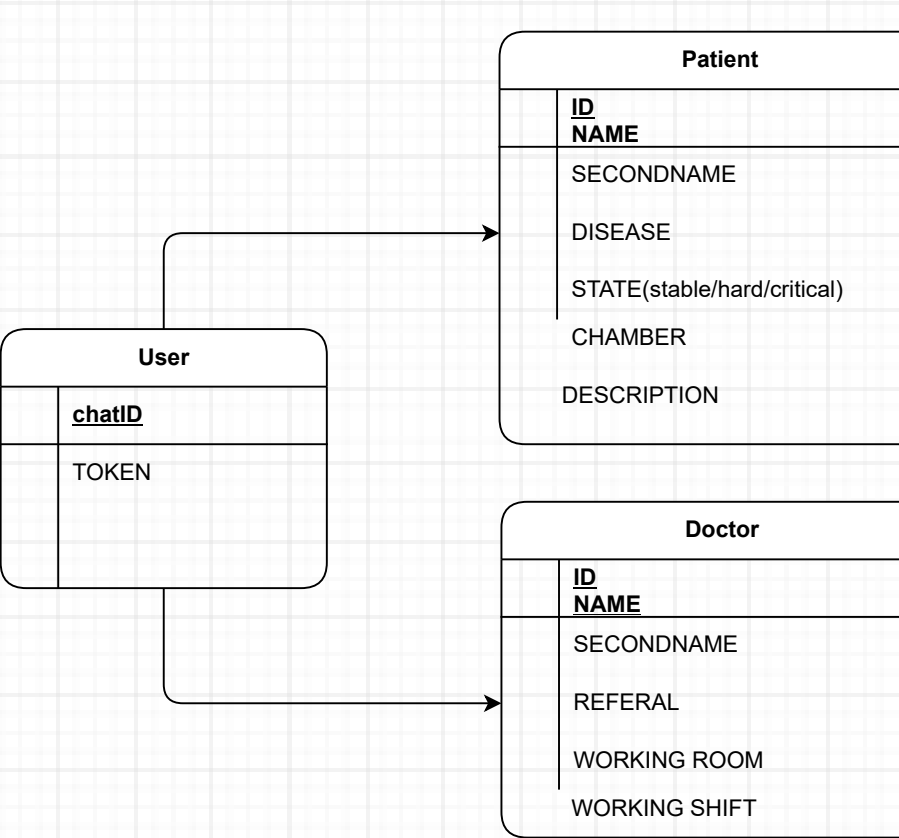 Patient
ID
NAME
SECONDNAME
DISEASE
STATE(stable/hard/critical)
CHAMBER
DESCRIPTION
User
chatID
TOKEN
Doctor
ID
NAME
SECONDNAME
REFERAL
WORKING ROOM
WORKING SHIFT